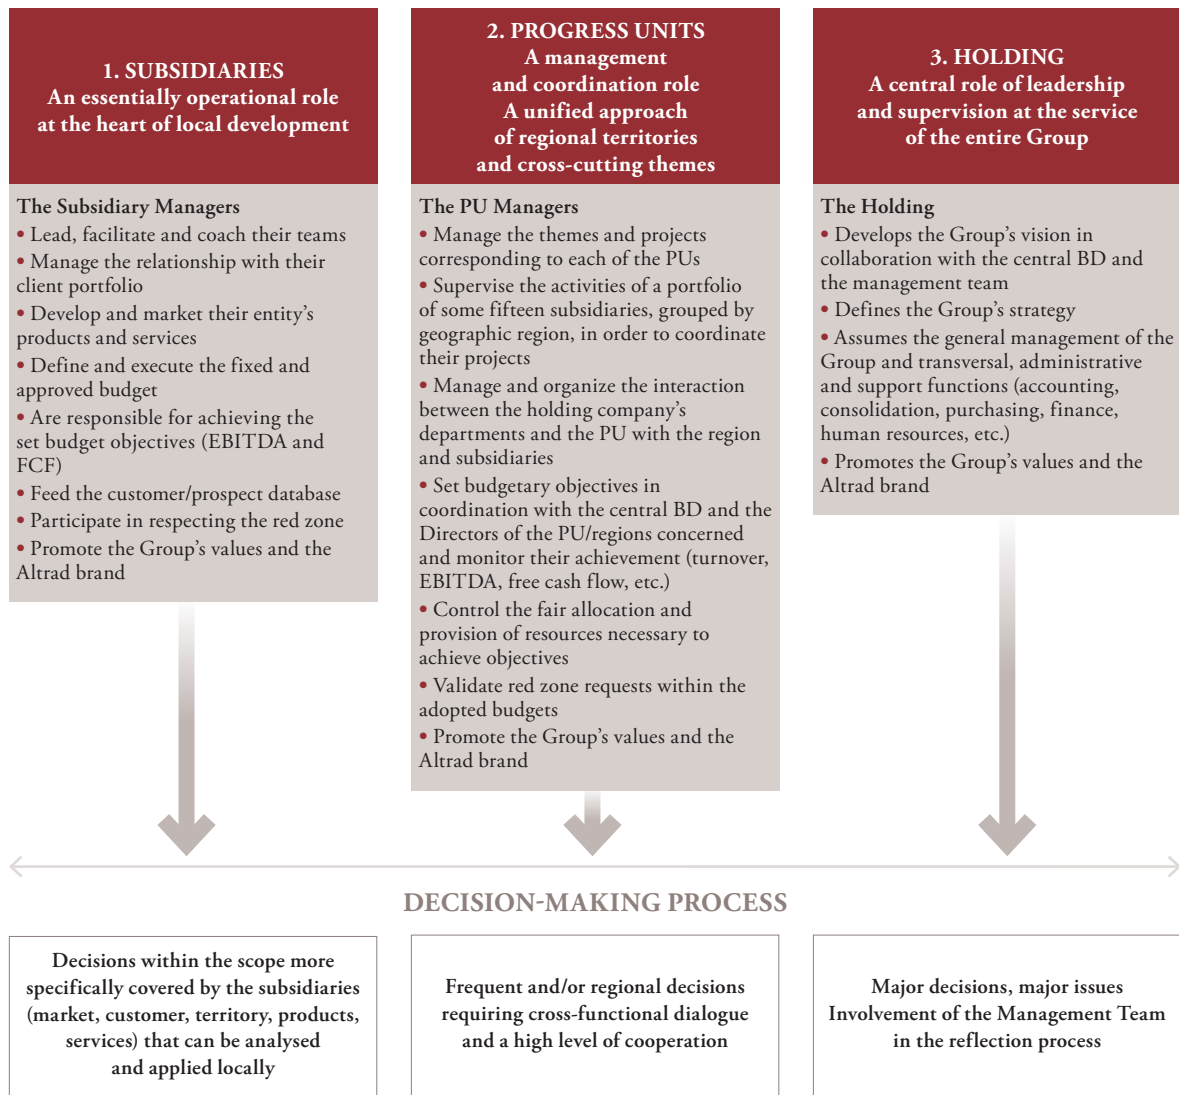 1. SUBSIDIARIES
An essentially operational role
at the heart of local development
The Subsidiary Managers
• Lead, facilitate and coach their teams
• Manage the relationship with their
client portfolio
• Develop and market their entity’s
products and services
• Define and execute the fixed and
approved budget
• Are responsible for achieving the
set budget objectives (EBITDA and
FCF)
• Feed the customer/prospect database
• Participate in respecting the red zone
• Promote the Group’s values and the
Altrad brand
2. PROGRESS UNITS
A management
and coordination role
A unified approach
of regional territories
and cross-cutting themes
The PU Managers
• Manage the themes and projects
corresponding to each of the PUs
• Supervise the activities of a portfolio
of some fifteen subsidiaries, grouped by
geographic region, in order to coordinate
their projects
• Manage and organize the interaction
between the holding company’s
departments and the PU with the region
and subsidiaries
• Set budgetary objectives in
coordination with the central BD and the
Directors of the PU/regions concerned
and monitor their achievement (turnover,
EBITDA, free cash flow, etc.)
• Control the fair allocation and
provision of resources necessary to
achieve objectives
• Validate red zone requests within the
adopted budgets
• Promote the Group’s values and the
Altrad brand
3. HOLDING
A central role of leadership
and supervision at the service
of the entire Group
The Holding
• Develops the Group’s vision in
collaboration with the central BD and
the management team
• Defines the Group’s strategy
• Assumes the general management of the
Group and transversal, administrative
and support functions (accounting,
consolidation, purchasing, finance,
human resources, etc.)
• Promotes the Group’s values and the
Altrad brand
DECISION-MAKING PROCESS
Decisions within the scope more
specifically covered by the subsidiaries
(market, customer, territory, products,
services) that can be analysed
and applied locally
Frequent and/or regional decisions
requiring cross-functional dialogue
and a high level of cooperation
Major decisions, major issues
Involvement of the Management Team
in the reflection process